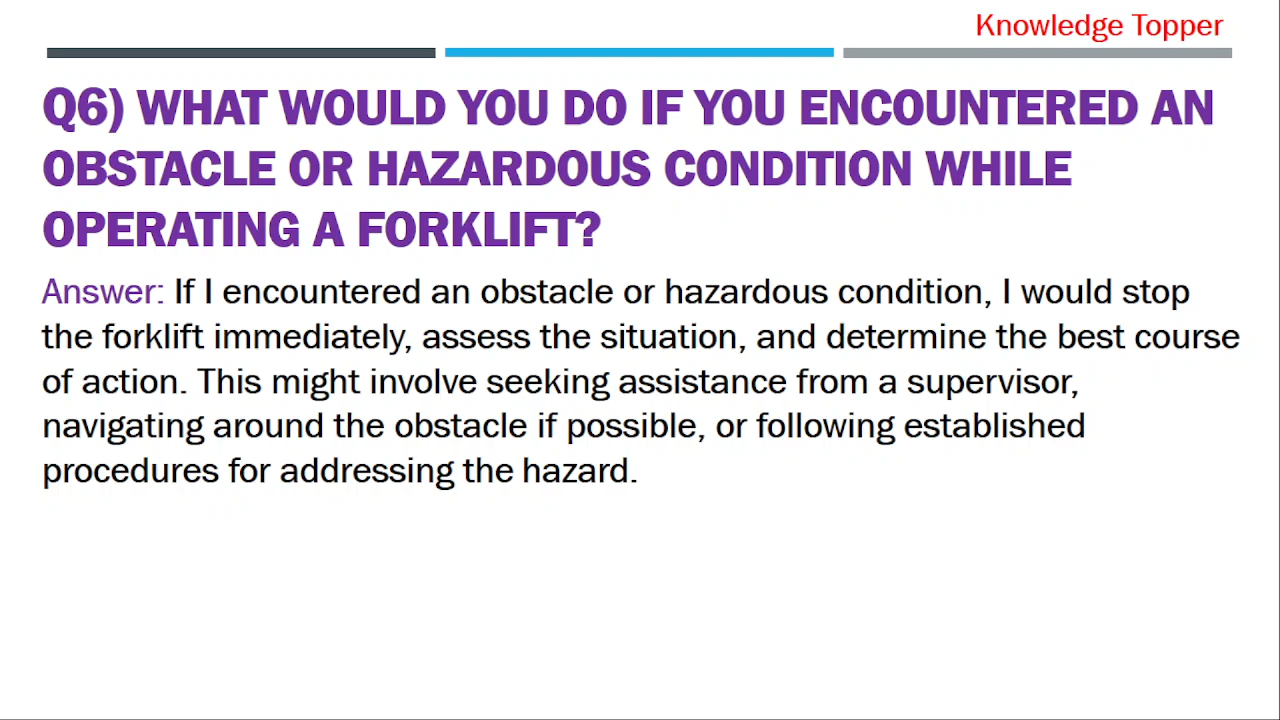 Knowledge Topper
Q6) WHAT WOULD YOU DO IF YOU ENCOUNTERED AN
OBSTACLE OR HAZARDOUS CONDITION WHILE
OPERATING A FORKLIFT?
Answer: If I encountered an obstacle or hazardous condition, I would stop
the forklift immediately, assess the situation, and determine the best course
of action. This might involve seeking assistance from a supervisor,
navigating around the obstacle if possible, or following established
procedures for addressing the hazard.